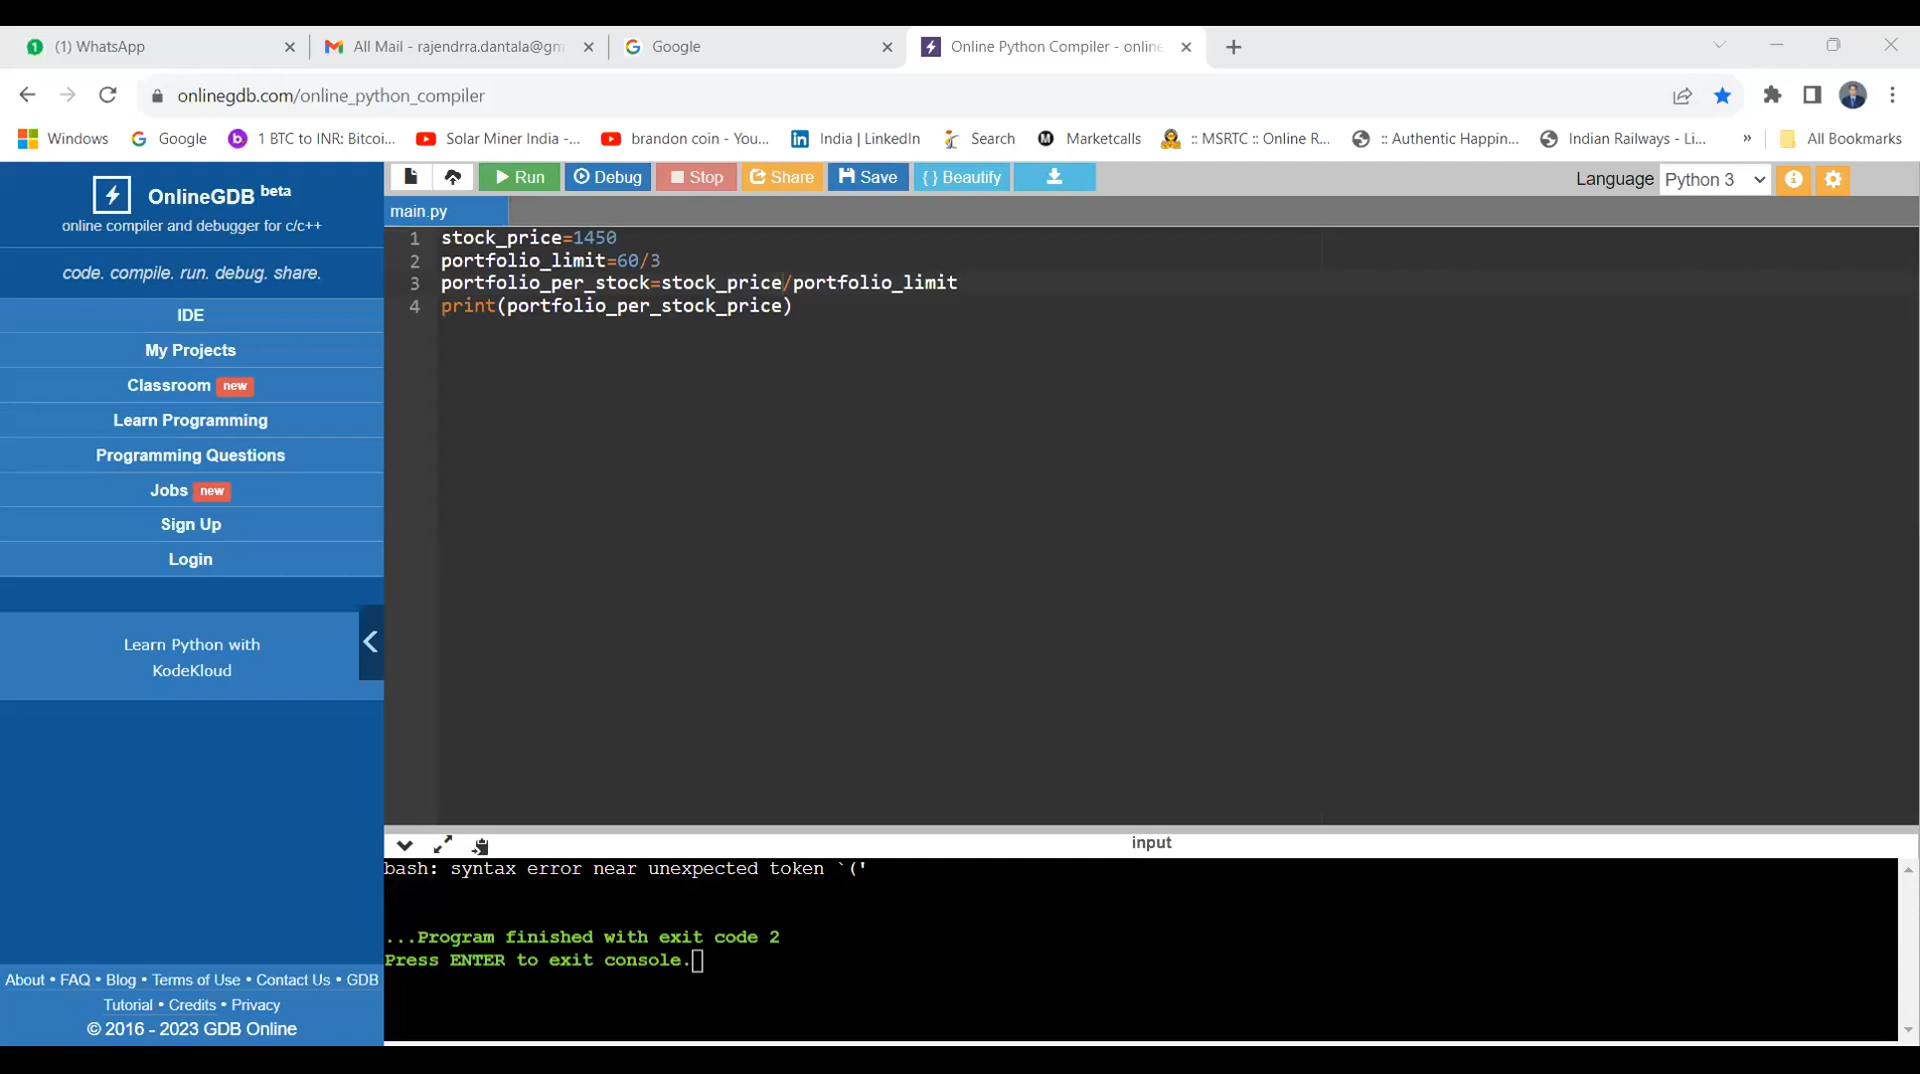 (1) WhatsApp
All Mail - rajendrra.dantala@gm
Google
Online Python Compiler - online
onlinegdb.com/online_python_compiler
Windows
Google
1 BTC to INR: Bitcoi...
Solar Miner India -...
brandon coin - You...
India | LinkedIn
Search
Marketcalls
:: MSRTC :: Online R...
:: Authentic Happin...
Indian Railways - Li...
»
All Bookmarks
OnlineGDB beta
online compiler and debugger for c/c++
code. compile. run. debug. share.
IDE
My Projects
Classroom new
Learn Programming
Programming Questions
Jobs new
Sign Up
Login
Learn Python with
KodeKloud
About • FAQ • Blog • Terms of Use • Contact Us • GDB
Tutorial • Credits • Privacy
© 2016 - 2023 GDB Online
Run
Debug
Stop
Share
Save
{ } Beautify
Language Python 3
main.py
1 stock_price=1450
2 portfolio_limit=60/3
3 portfolio_per_stock=stock_price/portfolio_limit
4 print(portfolio_per_stock_price)
input
bash: syntax error near unexpected token `('
...Program finished with exit code 2
Press ENTER to exit console.